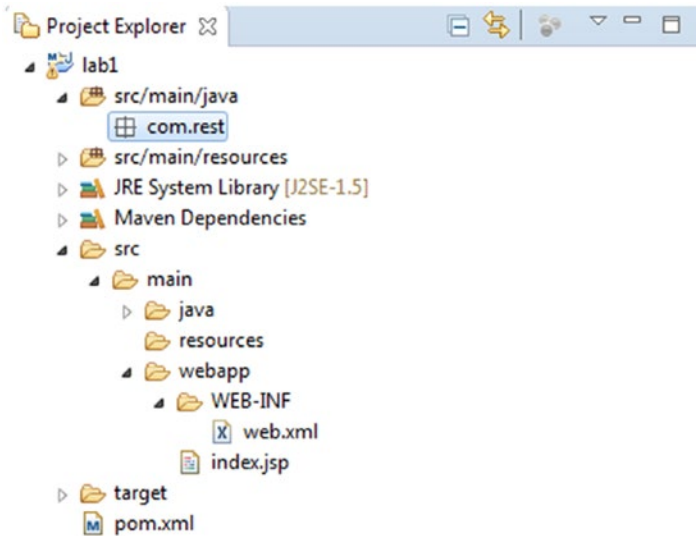 Project Explorer
lab1
src/main/java
com.rest
src/main/resources
JRE System Library [J2SE-1.5]
Maven Dependencies
src
main
java
resources
webapp
WEB-INF
web.xml
index.jsp
target
pom.xml